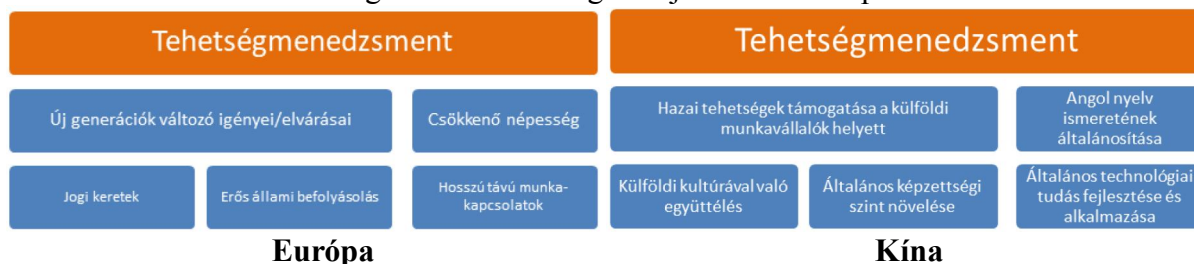 Tehetségmenedzsment
Új generációk változó igényei/elvárásai
Csökkenő népesség
Jogi keretek
Erős állami befolyásolás
Hosszú távú munka-
kapcsolatok
Európa
Tehetségmenedzsment
Hazai tehetségek támogatása a külföldi
munkavállalók helyett
Angol nyelv
ismeretének
általánosítása
Külföldi kultúrával való
együttélés
Általános képzettségi
szint növelése
Általános technológiai
tudás fejlesztése és
alkalmazása
Kína